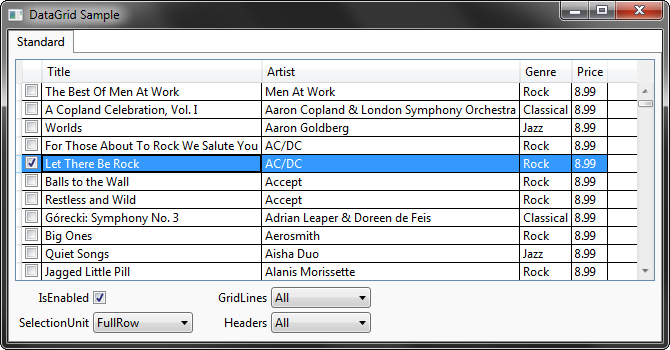 DataGrid Sample
Standard
Title Artist Genre Price
The Best Of Men At Work Men At Work Rock 8.99
A Copland Celebration, Vol. I Aaron Copland & London Symphony Orchestra Classical 8.99
Worlds Aaron Goldberg Jazz 8.99
For Those About To Rock We Salute You AC/DC Rock 8.99
Let There Be Rock AC/DC Rock 8.99
Balls to the Wall Accept Rock 8.99
Restless and Wild Accept Rock 8.99
Górecki: Symphony No. 3 Adrian Leaper & Doreen de Feis Classical 8.99
Big Ones Aerosmith Rock 8.99
Quiet Songs Aisha Duo Jazz 8.99
Jagged Little Pill Alanis Morissette Rock 8.99
IsEnabled GridLines All
SelectionUnit FullRow Headers All